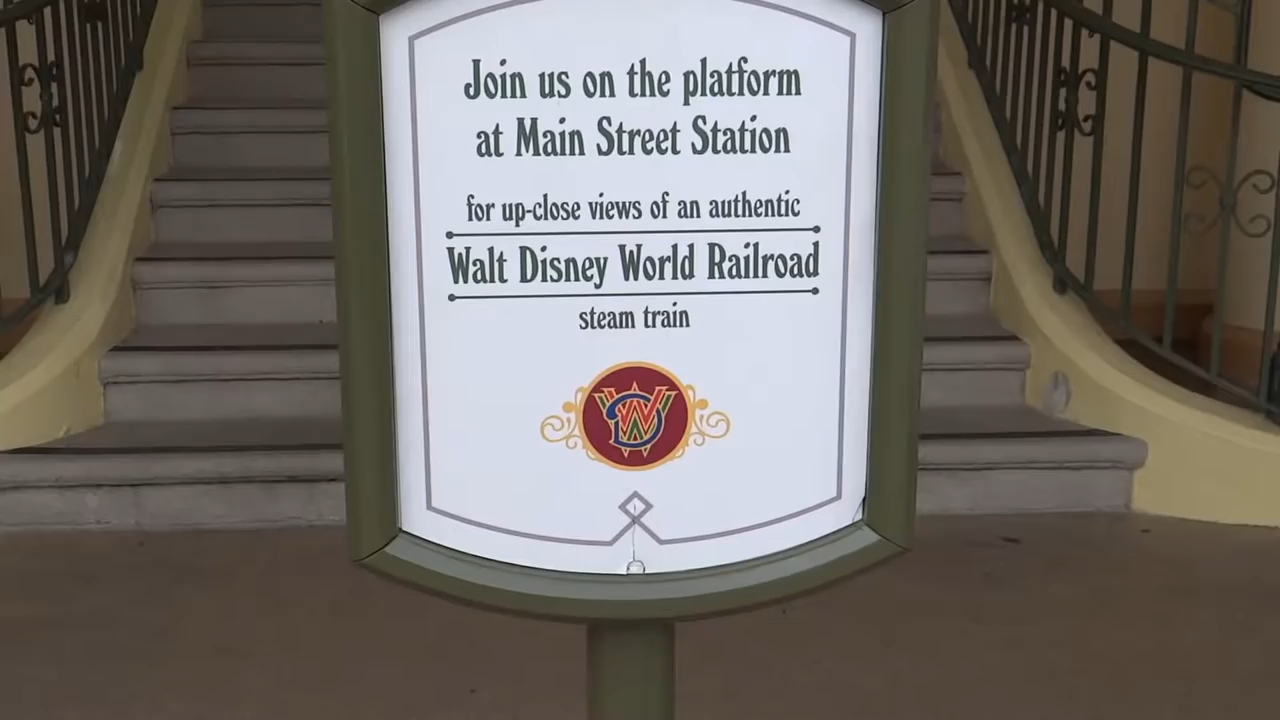 Join us on the platform
at Main Street Station
for up-close views of an authentic
Walt Disney World Railroad
steam train
WDW